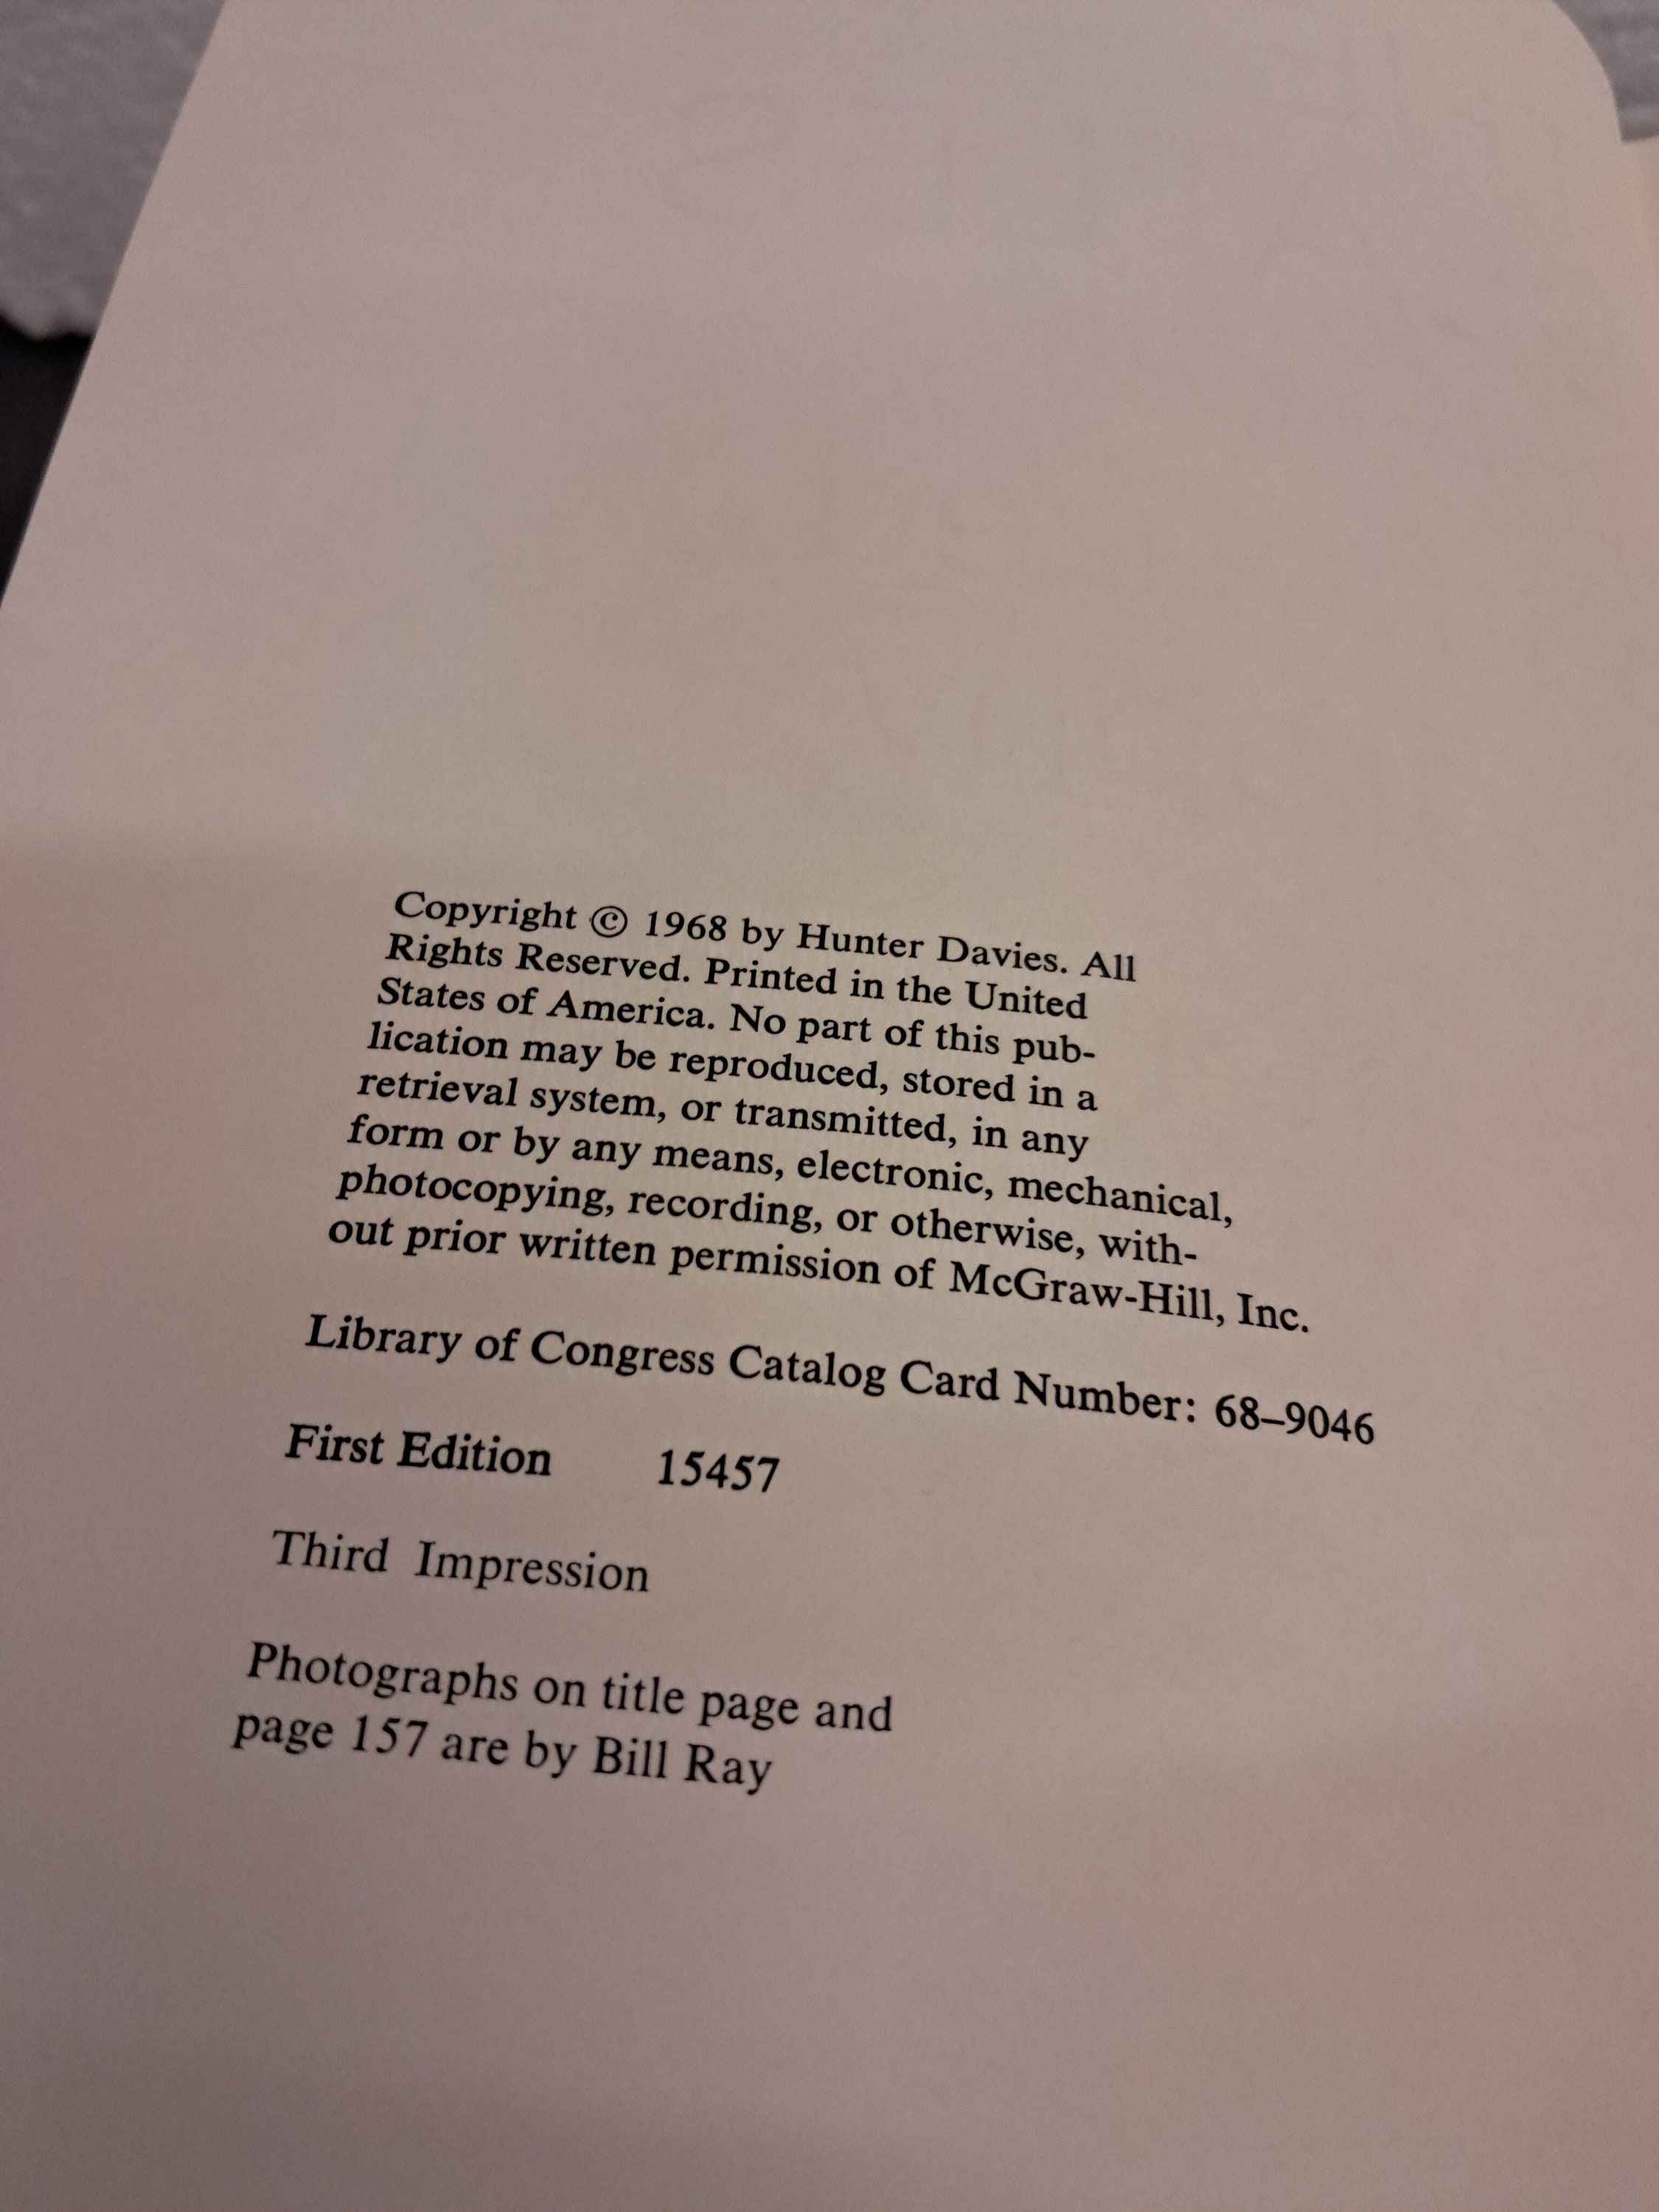 Copyright © 1968 by Hunter Davies. All
Rights Reserved. Printed in the United
States of America. No part of this pub-
lication may be reproduced, stored in a
retrieval system, or transmitted, in any
form or by any means, electronic, mechanical,
photocopying, recording, or otherwise, with-
out prior written permission of McGraw-Hill, Inc.
Library of Congress Catalog Card Number: 68–9046
First Edition 15457
Third Impression
Photographs on title page and
page 157 are by Bill Ray